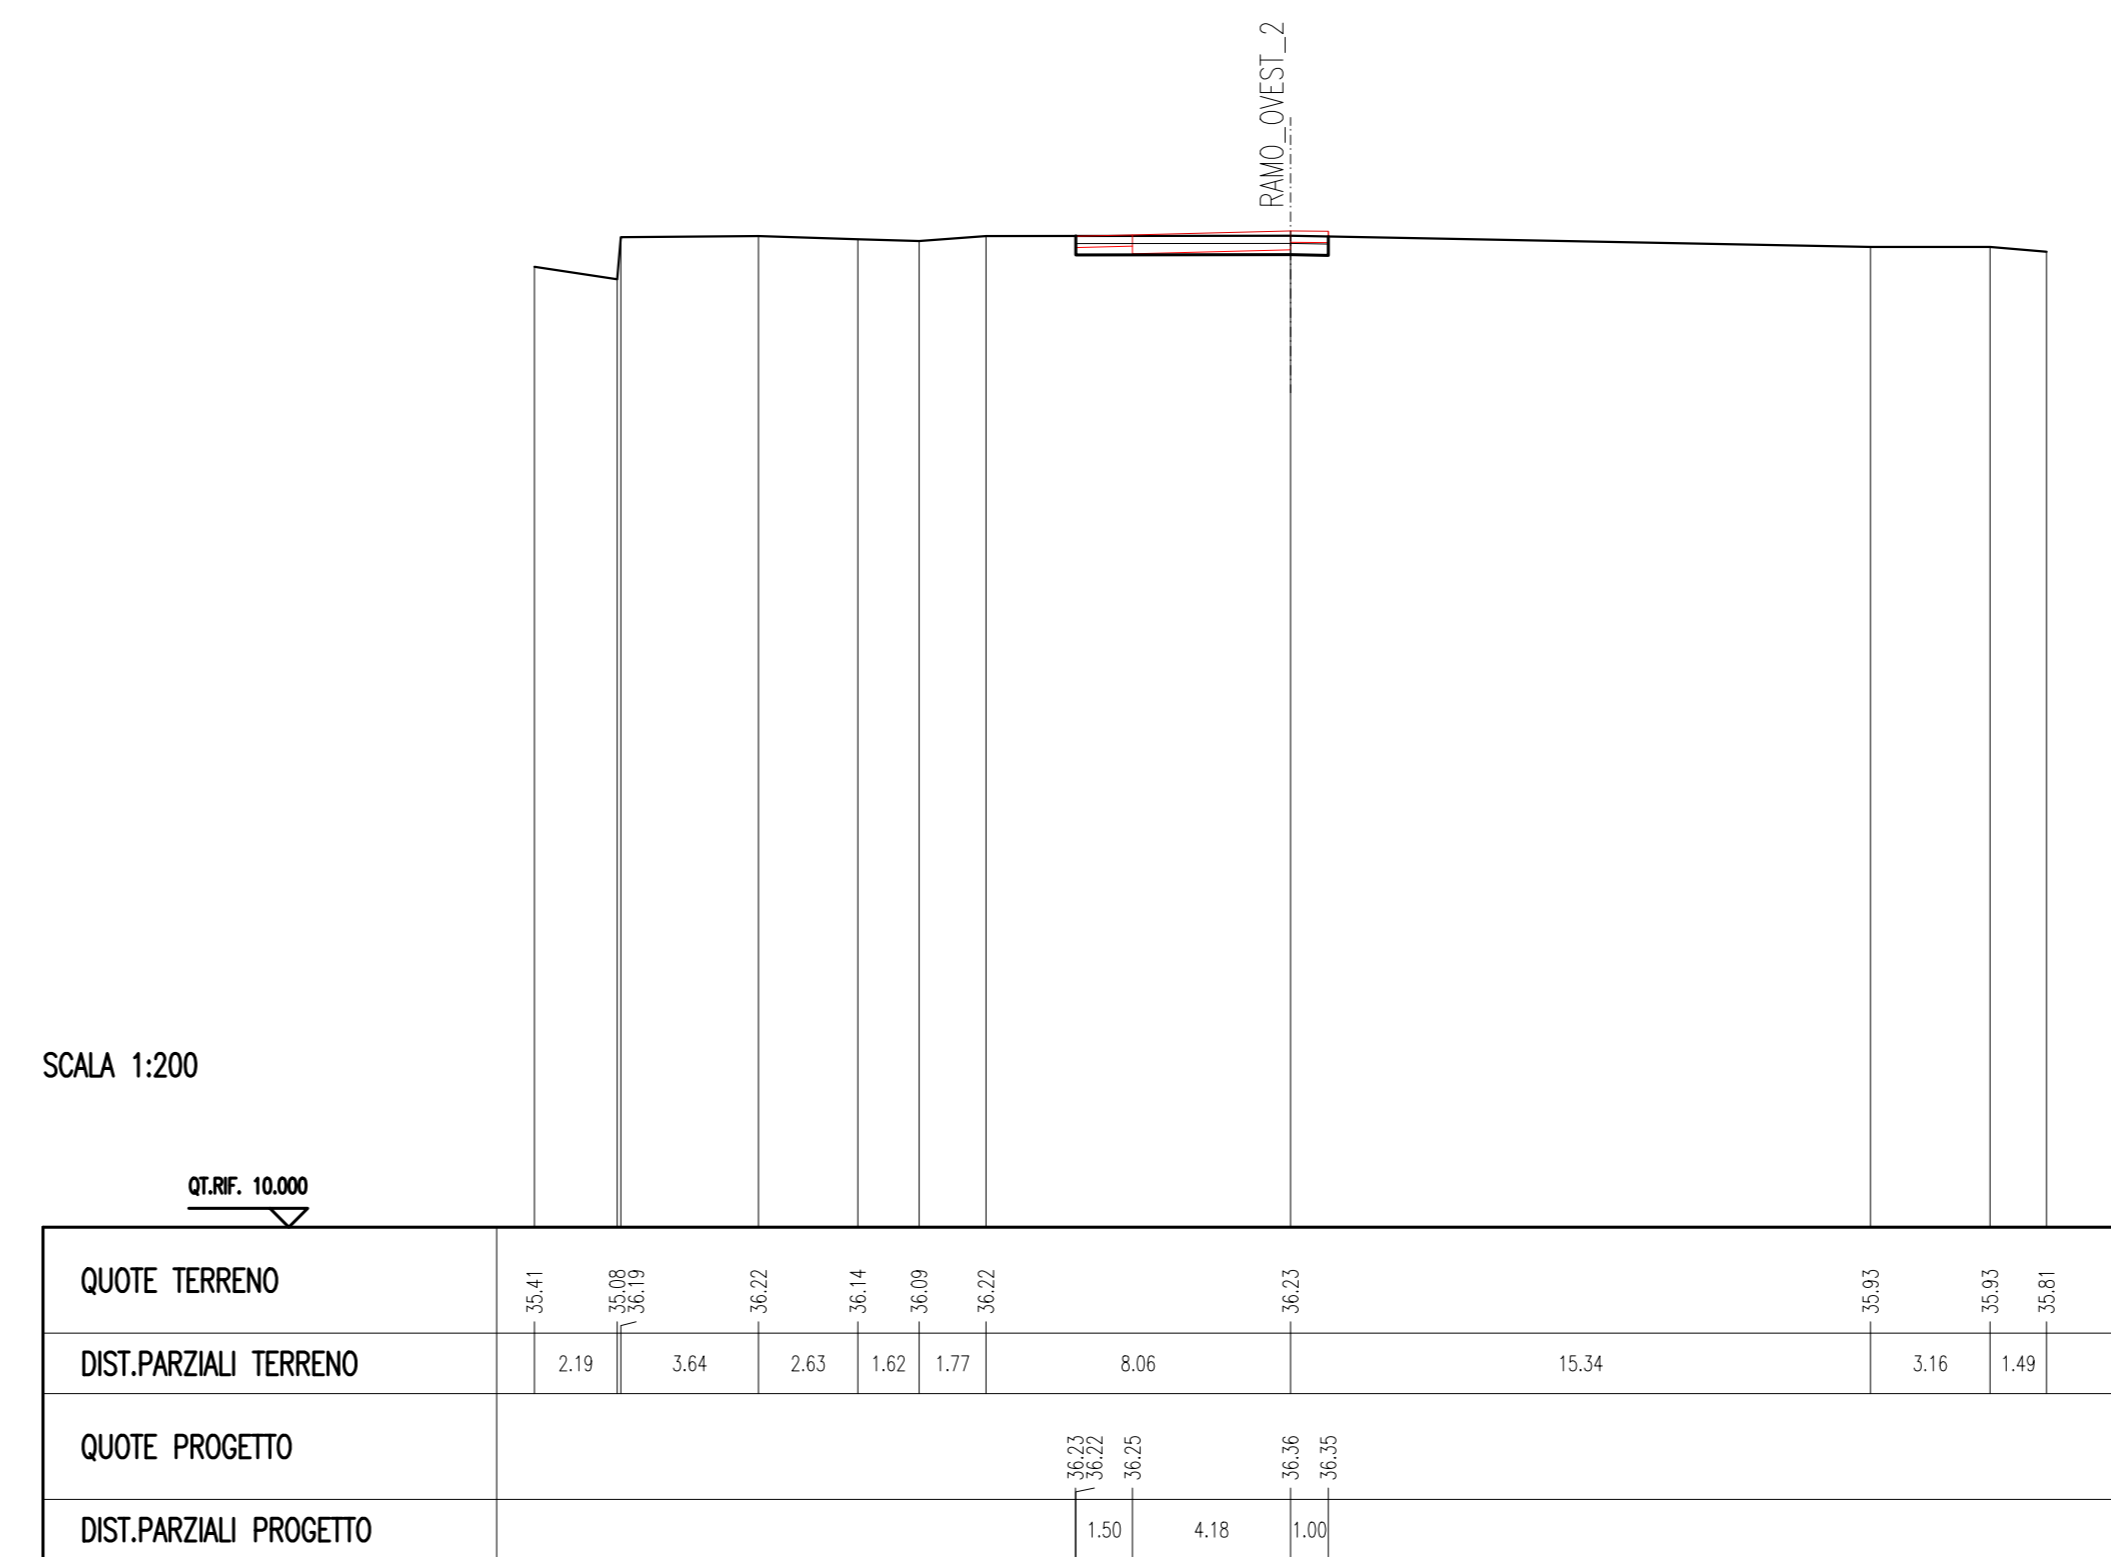 RAMO_OVEST_2
SCALA 1:200
QT.RIF. 10.000
QUOTE TERRENO 35.41 35.08 36.19 36.22 36.14 36.09 36.22 36.23 35.93 35.93 35.81
DIST.PARZIALI TERRENO 2.19 3.64 2.63 1.62 1.77 8.06 15.34 3.16 1.49
QUOTE PROGETTO 36.23 36.22 36.25 36.36 36.35
DIST.PARZIALI PROGETTO 1.50 4.18 1.00